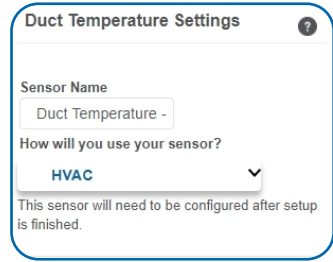 Duct Temperature Settings ?
Sensor Name
Duct Temperature -
How will you use your sensor?
HVAC
This sensor will need to be configured after setup
is finished.